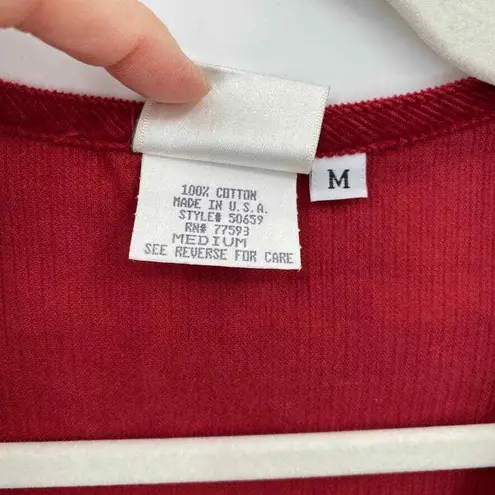 100% COTTON
MADE IN U.S.A.
STYLE# 50659
RN# 77593
MEDIUM
SEE REVERSE FOR CARE
M